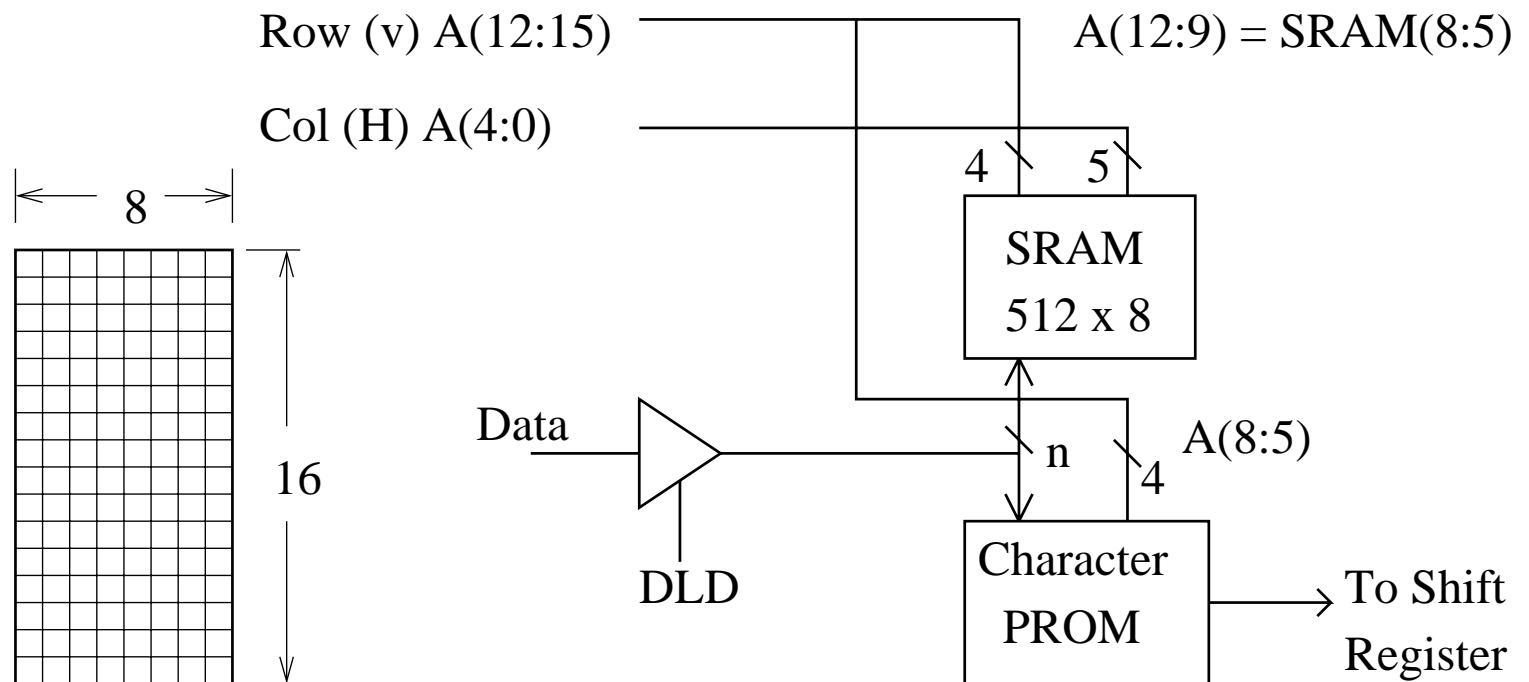 Row (v) A(12:15)
A(12:9) = SRAM(8:5)
Col (H) A(4:0)
4
5
8
SRAM
512 x 8
Data
n
A(8:5)
4
16
DLD
Character
PROM
To Shift
Register